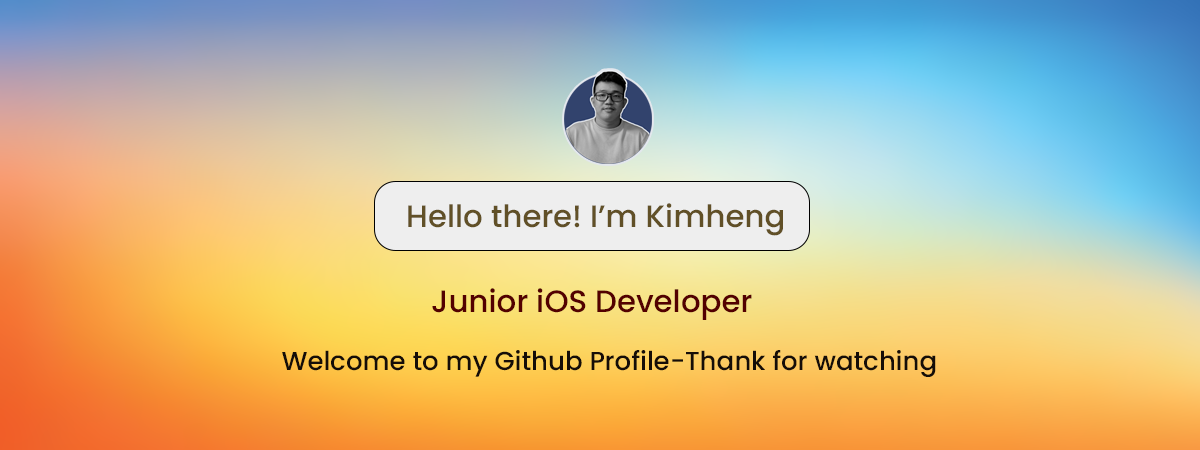 Hello there! I’m Kimheng
Junior iOS Developer
Welcome to my Github Profile-Thank for watching